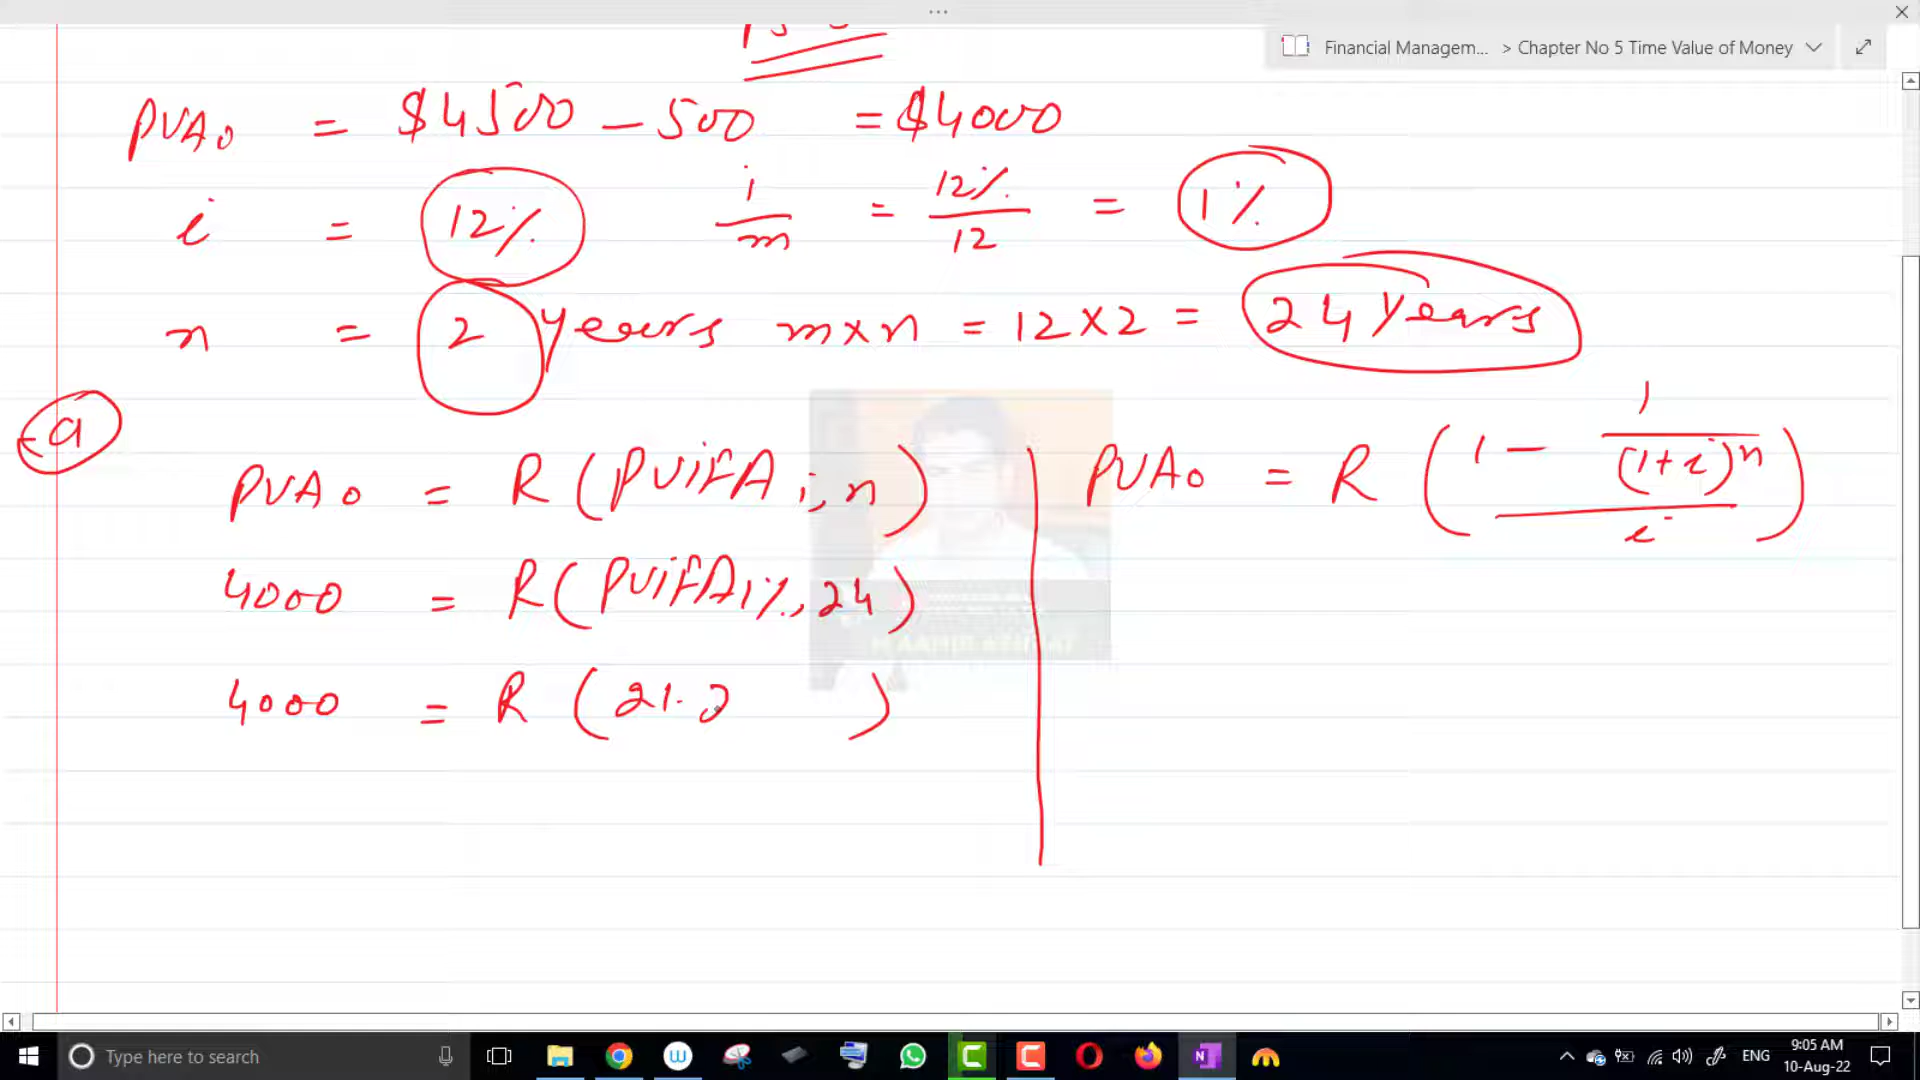 Financial Managem... > Chapter No 5 Time Value of Money
PVA0 = $4500 - 500 = $4000
i = 12% i/m = 12%/12 = 1%
n = 2 years m×n = 12×2 = 24 years
a
PVA0 = R (PVIFA i, n)
PVA0 = R (1 - 1/(1+i)^n / i)
4000 = R (PViFA 1%, 24)
4000 = R (21.2 )
Type here to search
ENG
9:05 AM
10-Aug-22